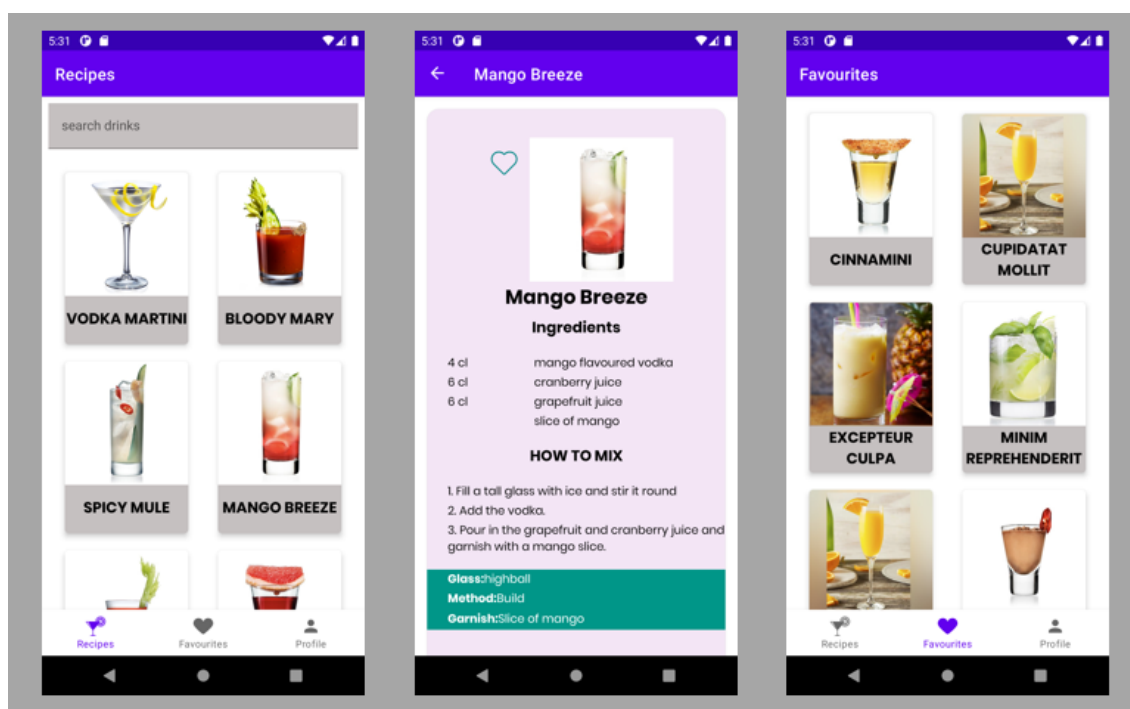 5:31
Recipes
search drinks
VODKA MARTINI
BLOODY MARY
SPICY MULE
MANGO BREEZE
Recipes
Favourites
Profile
5:31
Mango Breeze
Mango Breeze
Ingredients
4 cl mango flavoured vodka
6 cl cranberry juice
6 cl grapefruit juice
slice of mango
HOW TO MIX
1. Fill a tall glass with ice and stir it round
2. Add the vodka.
3. Pour in the grapefruit and cranberry juice and
garnish with a mango slice.
Glass:highball
Method:Build
Garnish:Slice of mango
5:31
Favourites
CINNAMINI
CUPIDATAT
MOLLIT
EXCEPTEUR
CULPA
MINIM
REPREHENDERIT
Recipes
Favourites
Profile